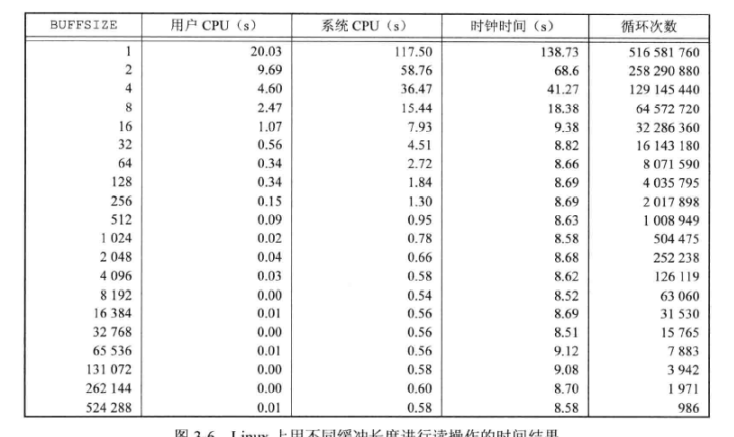 BUFFSIZE 用户 CPU（s） 系统 CPU（s） 时钟时间（s） 循环次数
1 20.03 117.50 138.73 516 581 760
2 9.69 58.76 68.6 258 290 880
4 4.60 36.47 41.27 129 145 440
8 2.47 15.44 18.38 64 572 720
16 1.07 7.93 9.38 32 286 360
32 0.56 4.51 8.82 16 143 180
64 0.34 2.72 8.66 8 071 590
128 0.34 1.84 8.69 4 035 795
256 0.15 1.30 8.69 2 017 898
512 0.09 0.95 8.63 1 008 949
1 024 0.02 0.78 8.58 504 475
2 048 0.04 0.66 8.68 252 238
4 096 0.03 0.58 8.62 126 119
8 192 0.00 0.54 8.52 63 060
16 384 0.01 0.56 8.69 31 530
32 768 0.00 0.56 8.51 15 765
65 536 0.01 0.56 9.12 7 883
131 072 0.00 0.58 9.08 3 942
262 144 0.00 0.60 8.70 1 971
524 288 0.01 0.58 8.58 986
图 3-6 Linux 上用不同缓冲长度进行读操作的时间结果